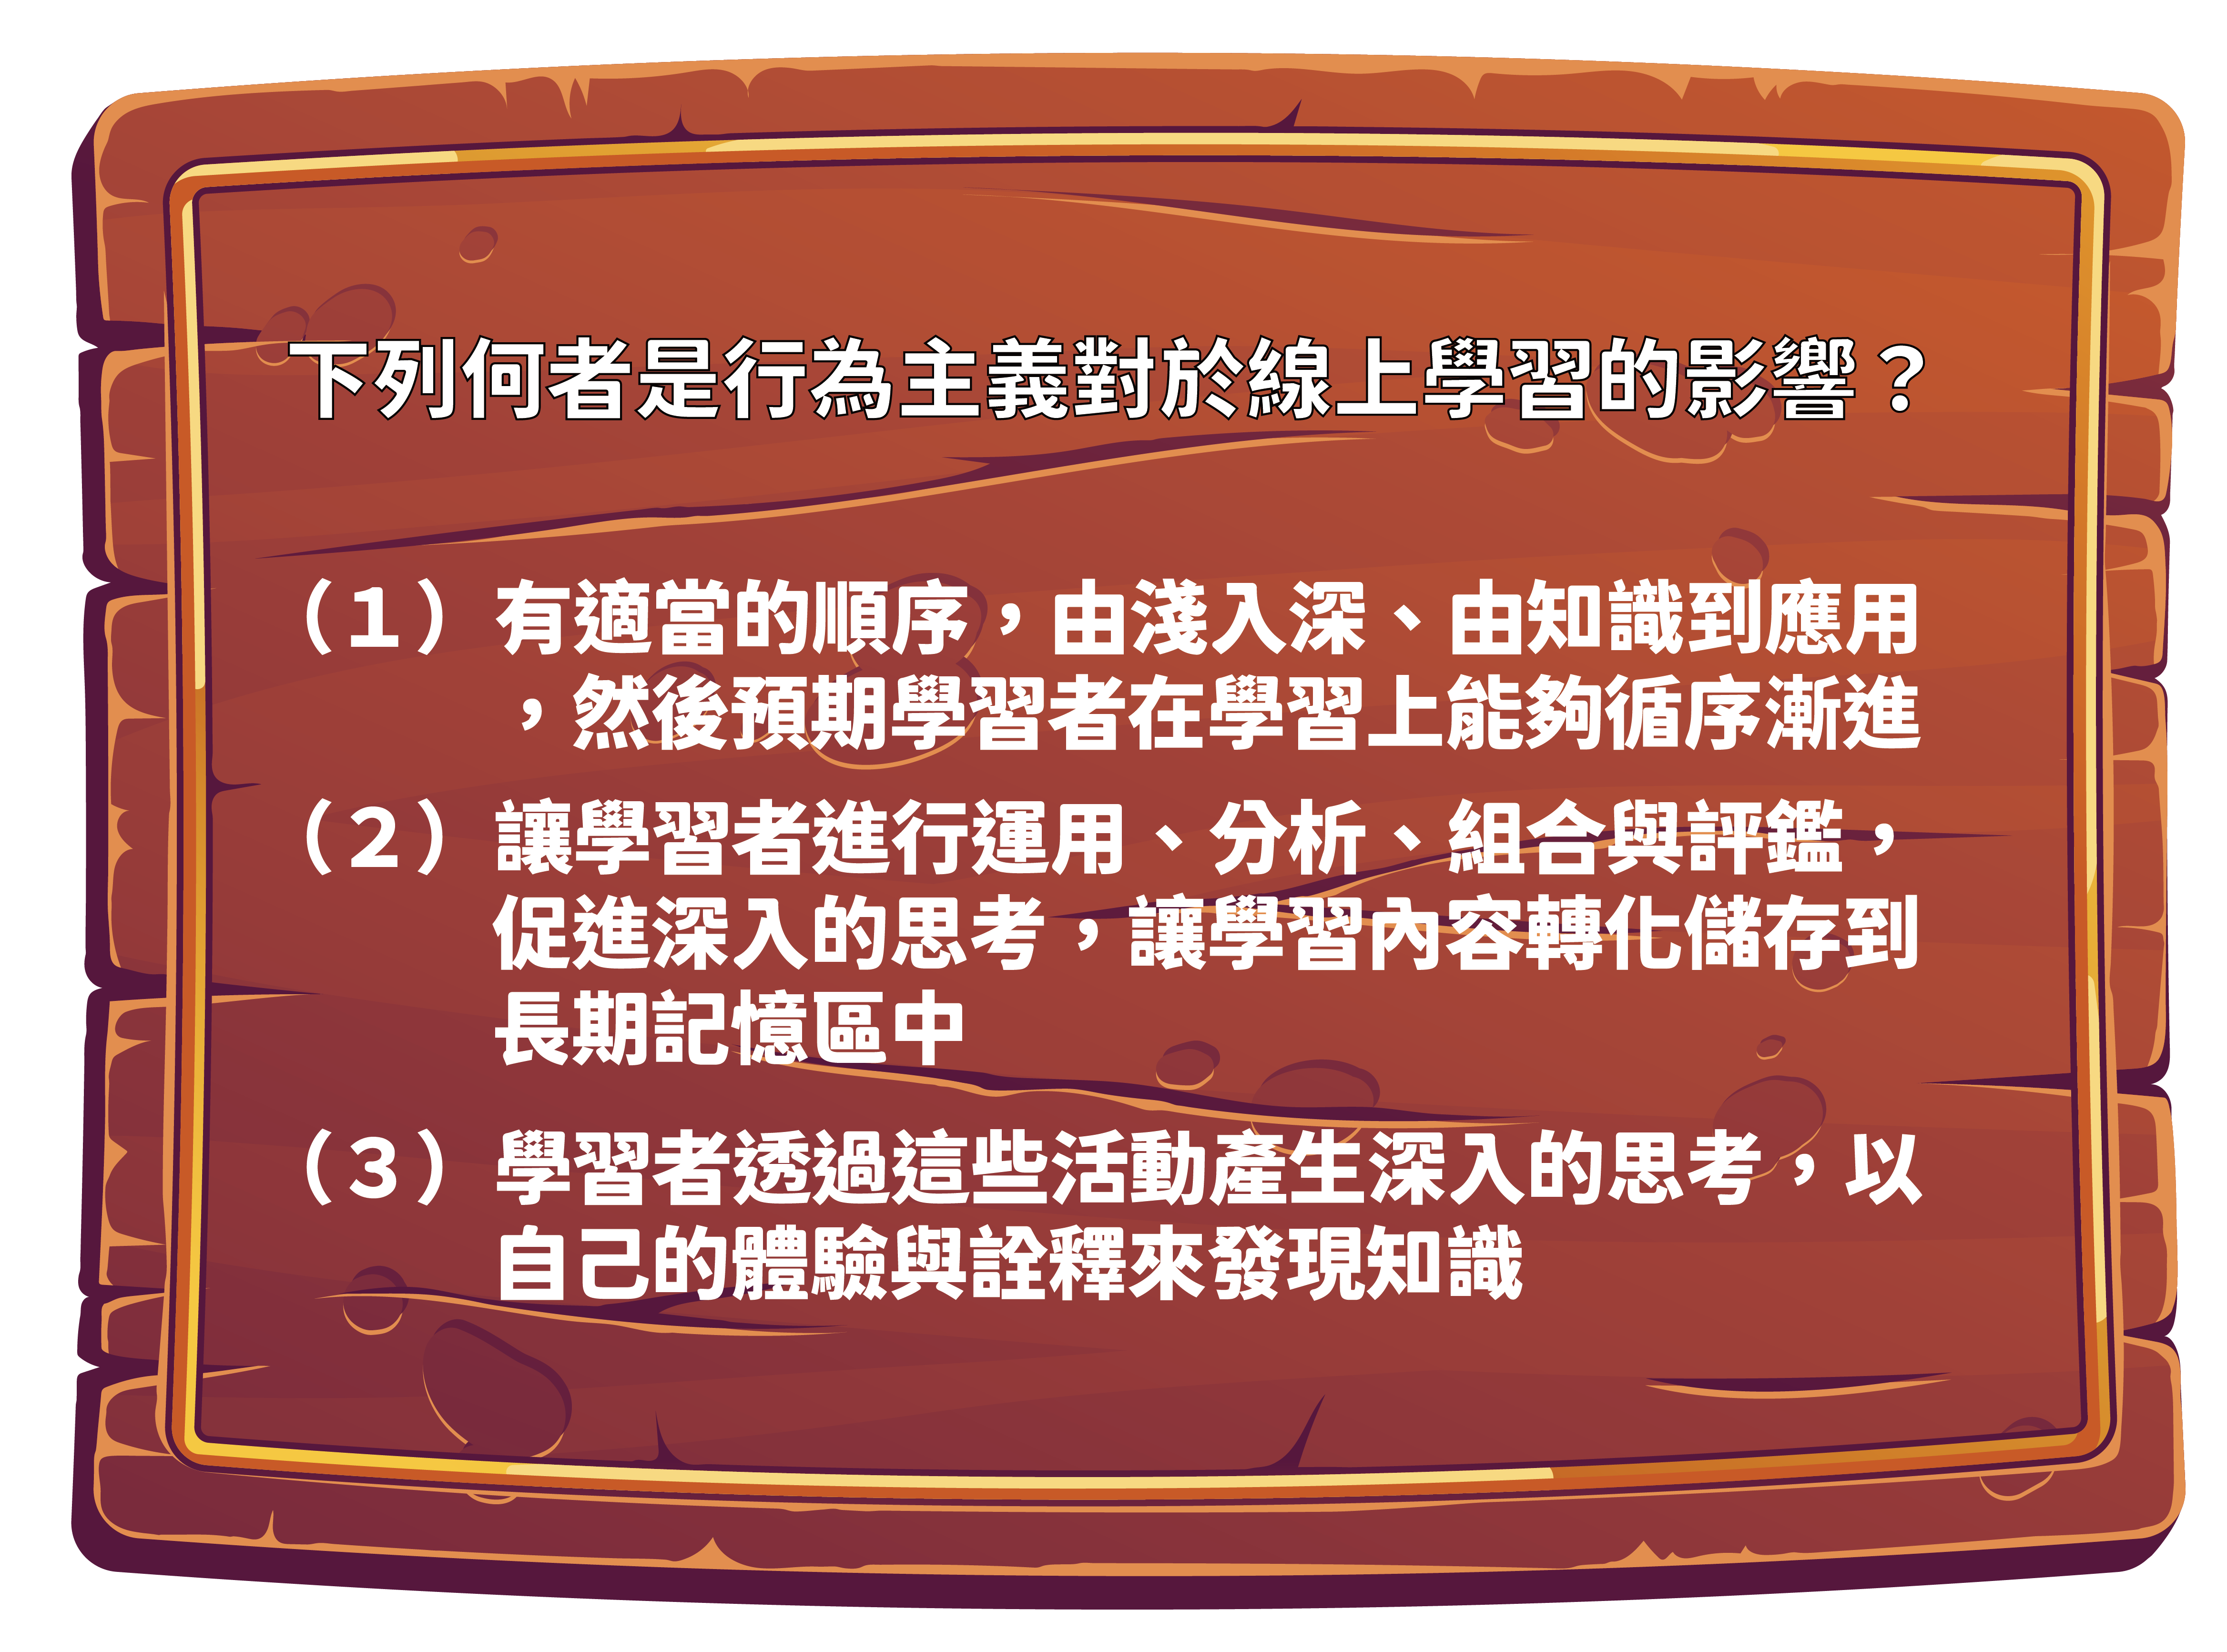 下列何者是行為主義對於線上學習的影響？
（1）有適當的順序，由淺入深、由知識到應用
，然後預期學習者在學習上能夠循序漸進
（2）讓學習者進行運用、分析、組合與評鑑，
促進深入的思考，讓學習內容轉化儲存到
長期記憶區中
（3）學習者透過這些活動產生深入的思考，以
自己的體驗與詮釋來發現知識